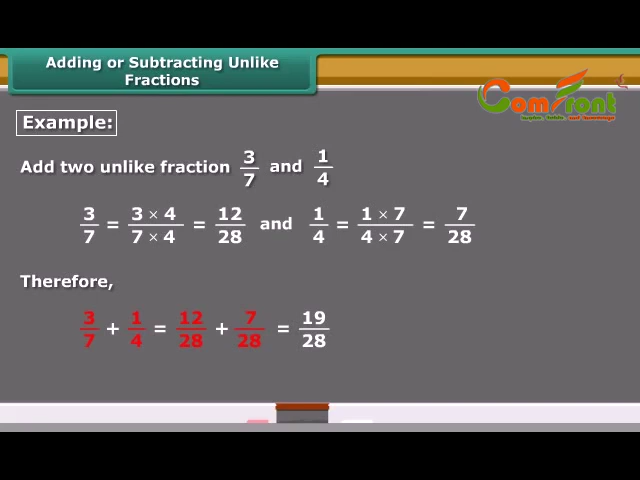 Adding or Subtracting Unlike
Fractions
ComFront
Example:
Add two unlike fraction 3/7 and 1/4
3/7 = 3 × 4/7 × 4 = 12/28 and 1/4 = 1 × 7/4 × 7 = 7/28
Therefore,
3/7 + 1/4 = 12/28 + 7/28 = 19/28